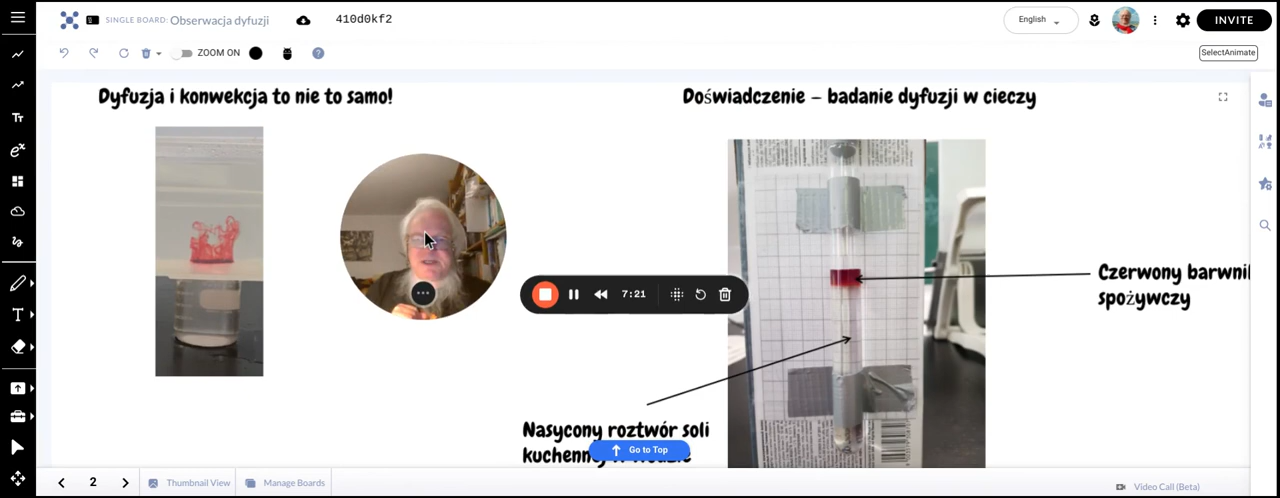 SINGLE BOARD: Obserwacja dyfuzji
410d0kf2
English
INVITE
ZOOM ON
SelectAnimate
Dyfuzja i konwekcja to nie to samo!
Doświadczenie – badanie dyfuzji w cieczy
7:21
Czerwony
spożywczy
Nasycony roztwór soli
Go to Top
2
Thumbnail View
Manage Boards
Video Call (Beta)